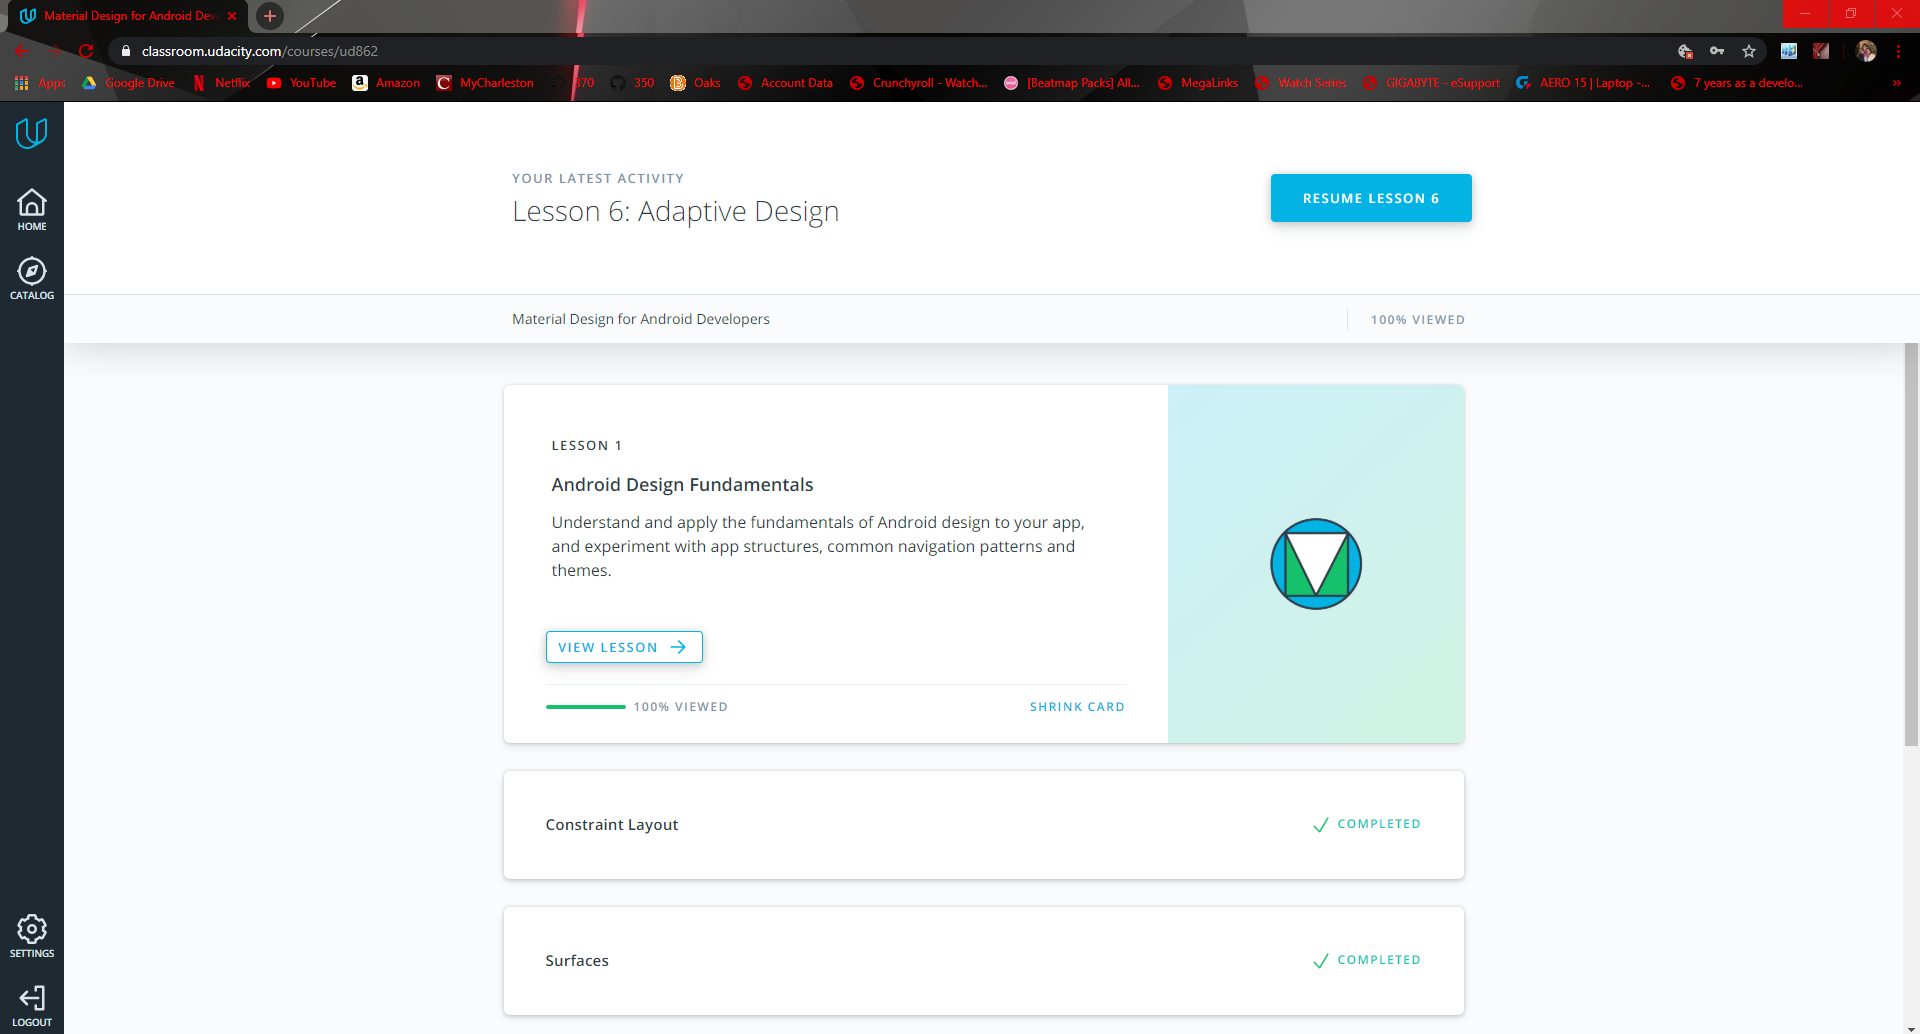 Material Design for Android Dev
classroom.udacity.com/courses/ud862
Apps
Google Drive
Netflix
YouTube
Amazon
MyCharleston
370
350
Oaks
Account Data
Crunchyroll - Watch...
[Beatmap Packs] All...
MegaLinks
Watch Series
GIGABYTE - eSupport
AERO 15 | Laptop -...
7 years as a develo...
HOME
CATALOG
YOUR LATEST ACTIVITY
Lesson 6: Adaptive Design
RESUME LESSON 6
Material Design for Android Developers
100% VIEWED
LESSON 1
Android Design Fundamentals
Understand and apply the fundamentals of Android design to your app,
and experiment with app structures, common navigation patterns and
themes.
VIEW LESSON
100% VIEWED
SHRINK CARD
Constraint Layout
COMPLETED
Surfaces
COMPLETED
SETTINGS
LOGOUT